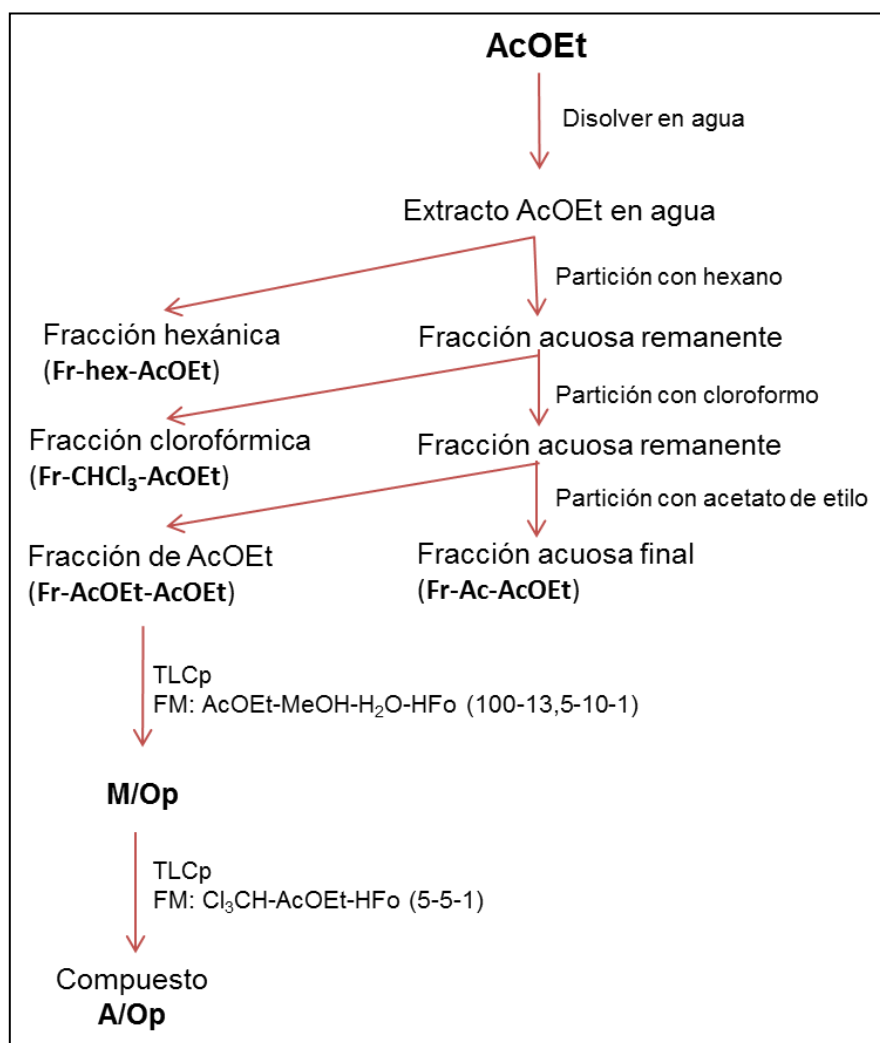 AcOEt
Disolver en agua
Extracto AcOEt en agua
Partición con hexano
Fracción hexánica
(Fr-hex-AcOEt)
Fracción acuosa remanente
Partición con cloroformo
Fracción clorofórmica
(Fr-CHCl₃-AcOEt)
Fracción acuosa remanente
Partición con acetato de etilo
Fracción de AcOEt
(Fr-AcOEt-AcOEt)
Fracción acuosa final
(Fr-Ac-AcOEt)
TLCp
FM: AcOEt-MeOH-H₂O-HFo (100-13,5-10-1)
M/Op
TLCp
FM: Cl₃CH-AcOEt-HFo (5-5-1)
Compuesto
A/Op